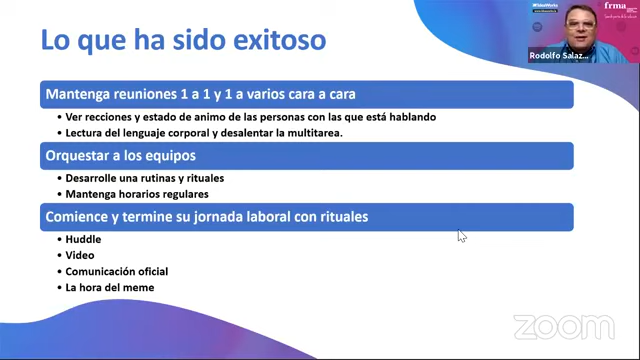 #IdeaWorks
frma
Rodolfo Salaz...
Lo que ha sido exitoso
Mantenga reuniones 1 a 1 y 1 a varios cara a cara
• Ver recciones y estado de animo de las personas con las que está hablando
• Lectura del lenguaje corporal y desalentar la multitarea.
Orquestar a los equipos
• Desarrolle una rutinas y rituales
• Mantenga horarios regulares
Comience y termine su jornada laboral con rituales
• Huddle
• Video
• Comunicación oficial
• La hora del meme
zoom